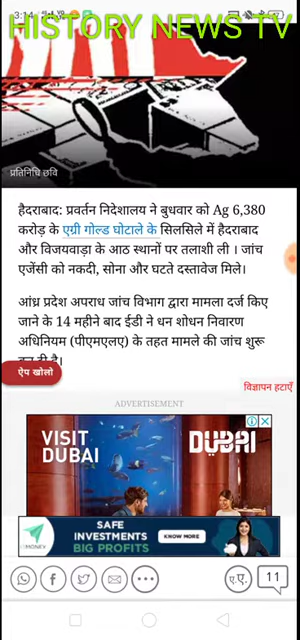 3:14
HISTORY NEWS TV
प्रतिनिधि छवि
हैदराबाद: प्रवर्तन निदेशालय ने बुधवार को Ag 6,380
करोड़ के एग्री गोल्ड घोटाले के सिलसिले में हैदराबाद
और विजयवाड़ा के आठ स्थानों पर तलाशी ली । जांच
एजेंसी को नकदी, सोना और घटते दस्तावेज मिले।
आंध्र प्रदेश अपराध जांच विभाग द्वारा मामला दर्ज किए
जाने के 14 महीने बाद ईडी ने धन शोधन निवारण
अधिनियम (पीएमएलए) के तहत मामले की जांच शुरू
ऐप खोलो
विज्ञापन हटाएँ
ADVERTISEMENT
VISIT
DUBAI
DUBAI
SAFE
INVESTMENTS
BIG PROFITS
KNOW MORE
ए.ए.
11